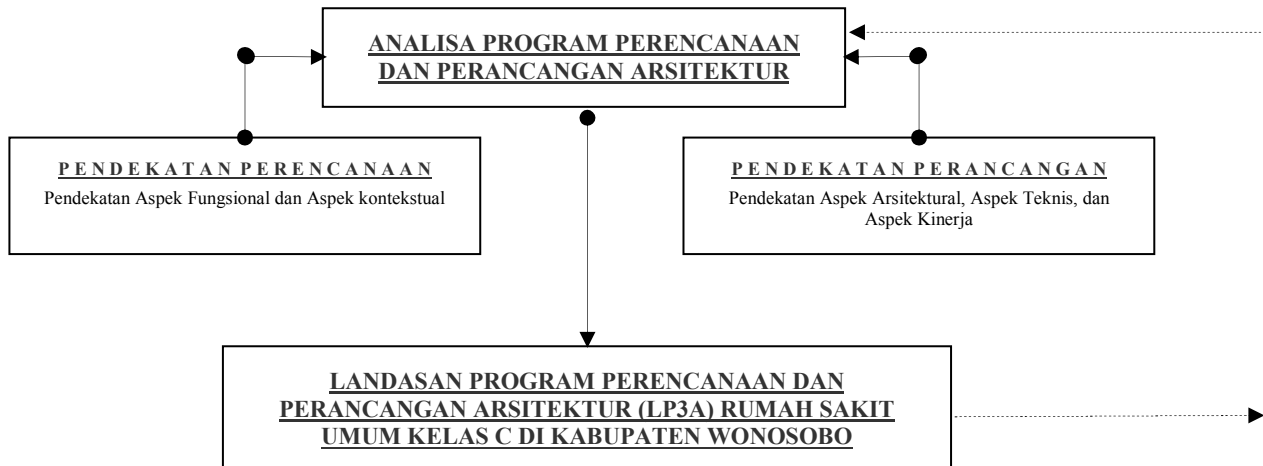 ANALISA PROGRAM PERENCANAAN
DAN PERANCANGAN ARSITEKTUR
PENDEKATAN PERENCANAAN
Pendekatan Aspek Fungsional dan Aspek kontekstual
PENDEKATAN PERANCANGAN
Pendekatan Aspek Arsitektural, Aspek Teknis, dan
Aspek Kinerja
LANDASAN PROGRAM PERENCANAAN DAN
PERANCANGAN ARSITEKTUR (LP3A) RUMAH SAKIT
UMUM KELAS C DI KABUPATEN WONOSOBO